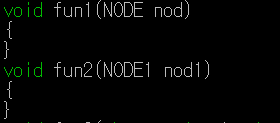 void fun1(NODE nod)
{
}
void fun2(NODE1 nod1)
{
}